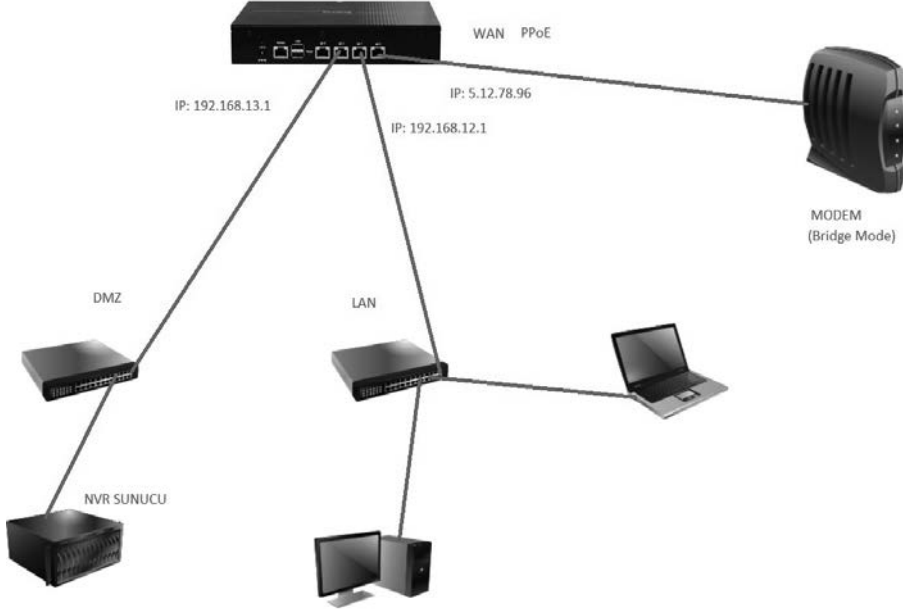 WAN PPoE
IP: 192.168.13.1
IP: 5.12.78.96
IP: 192.168.12.1
MODEM
(Bridge Mode)
DMZ
LAN
NVR SUNUCU